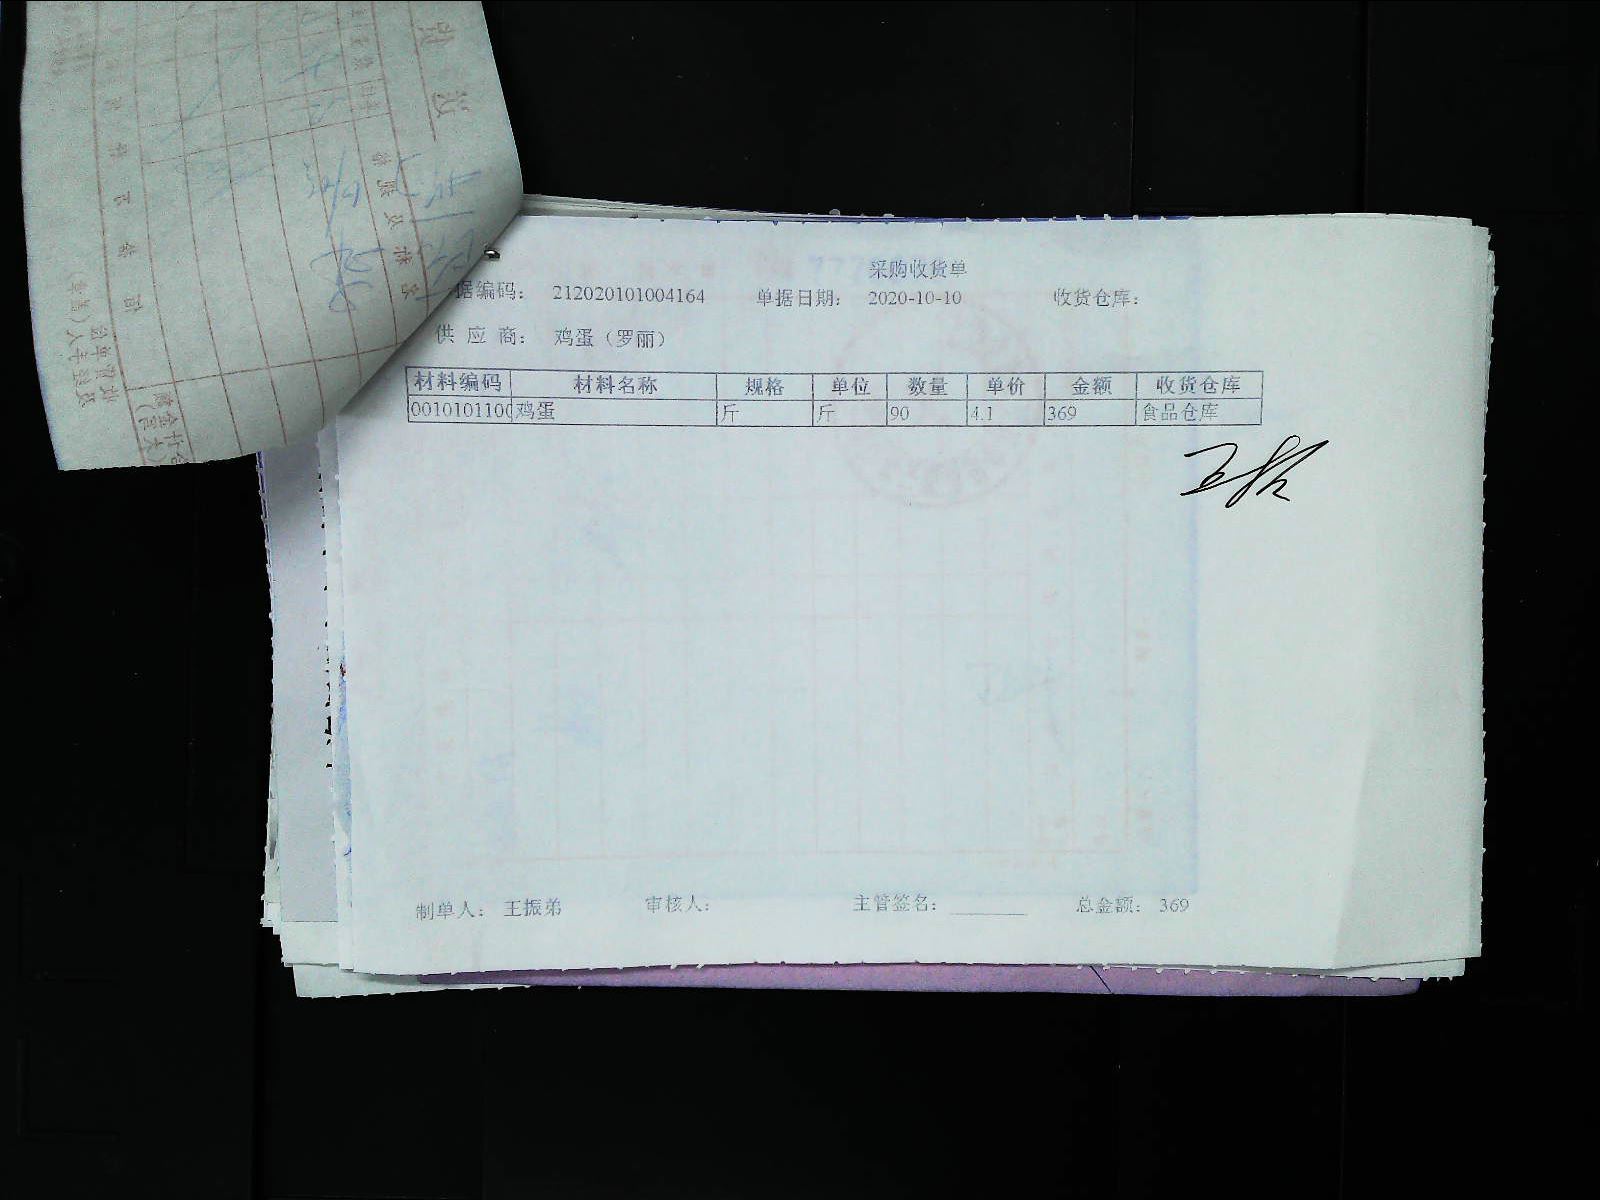 采购收货单
据编码： 212020101004164 单据日期： 2020-10-10 收货仓库：
供应商： 鸡蛋（罗丽）
材料编码 材料名称 规格 单位 数量 单价 金额 收货仓库
0010101100 鸡蛋 斤 斤 90 4.1 369 食品仓库
制单人： 王振弟 审核人： 主管签名： ______ 总金额： 369